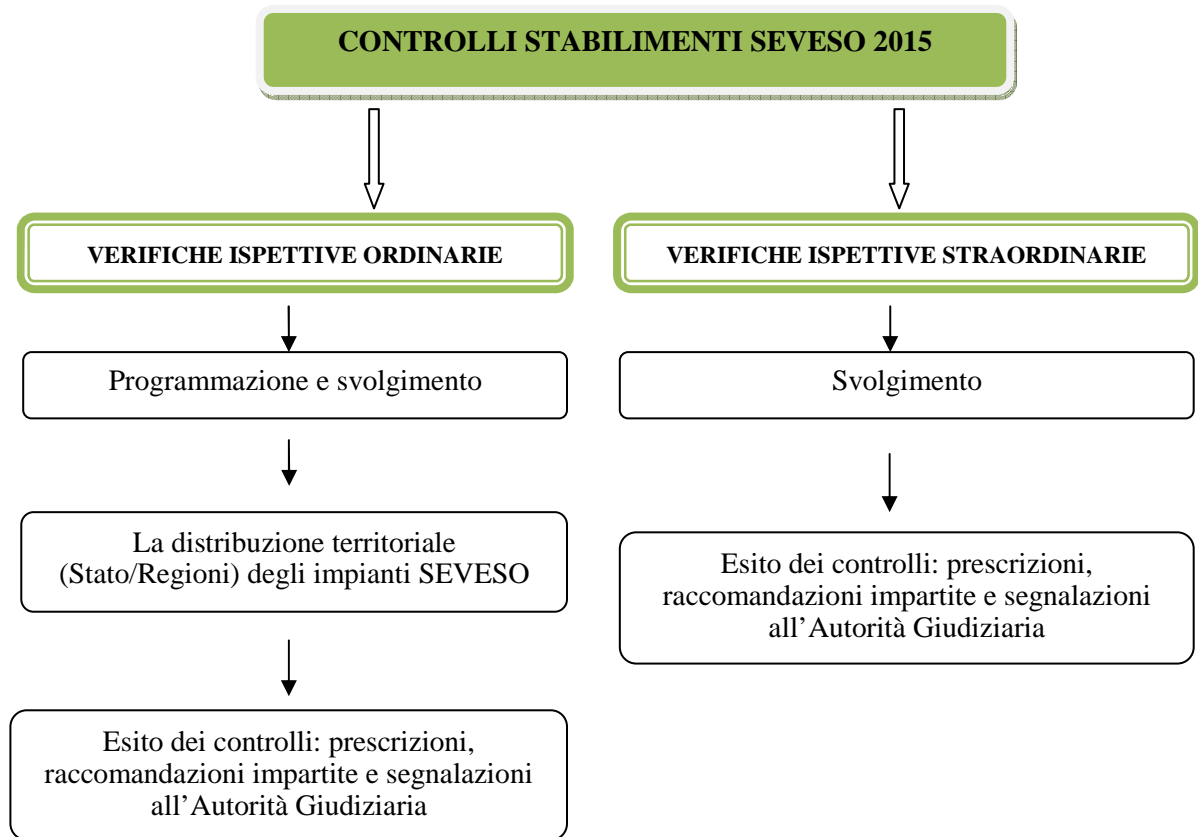 CONTROLLI STABILIMENTI SEVESO 2015
VERIFICHE ISPETTIVE ORDINARIE
Programmazione e svolgimento
La distribuzione territoriale
(Stato/Regioni) degli impianti SEVESO
Esito dei controlli: prescrizioni,
raccomandazioni impartite e segnalazioni
all’Autorità Giudiziaria
VERIFICHE ISPETTIVE STRAORDINARIE
Svolgimento
Esito dei controlli: prescrizioni,
raccomandazioni impartite e segnalazioni
all’Autorità Giudiziaria